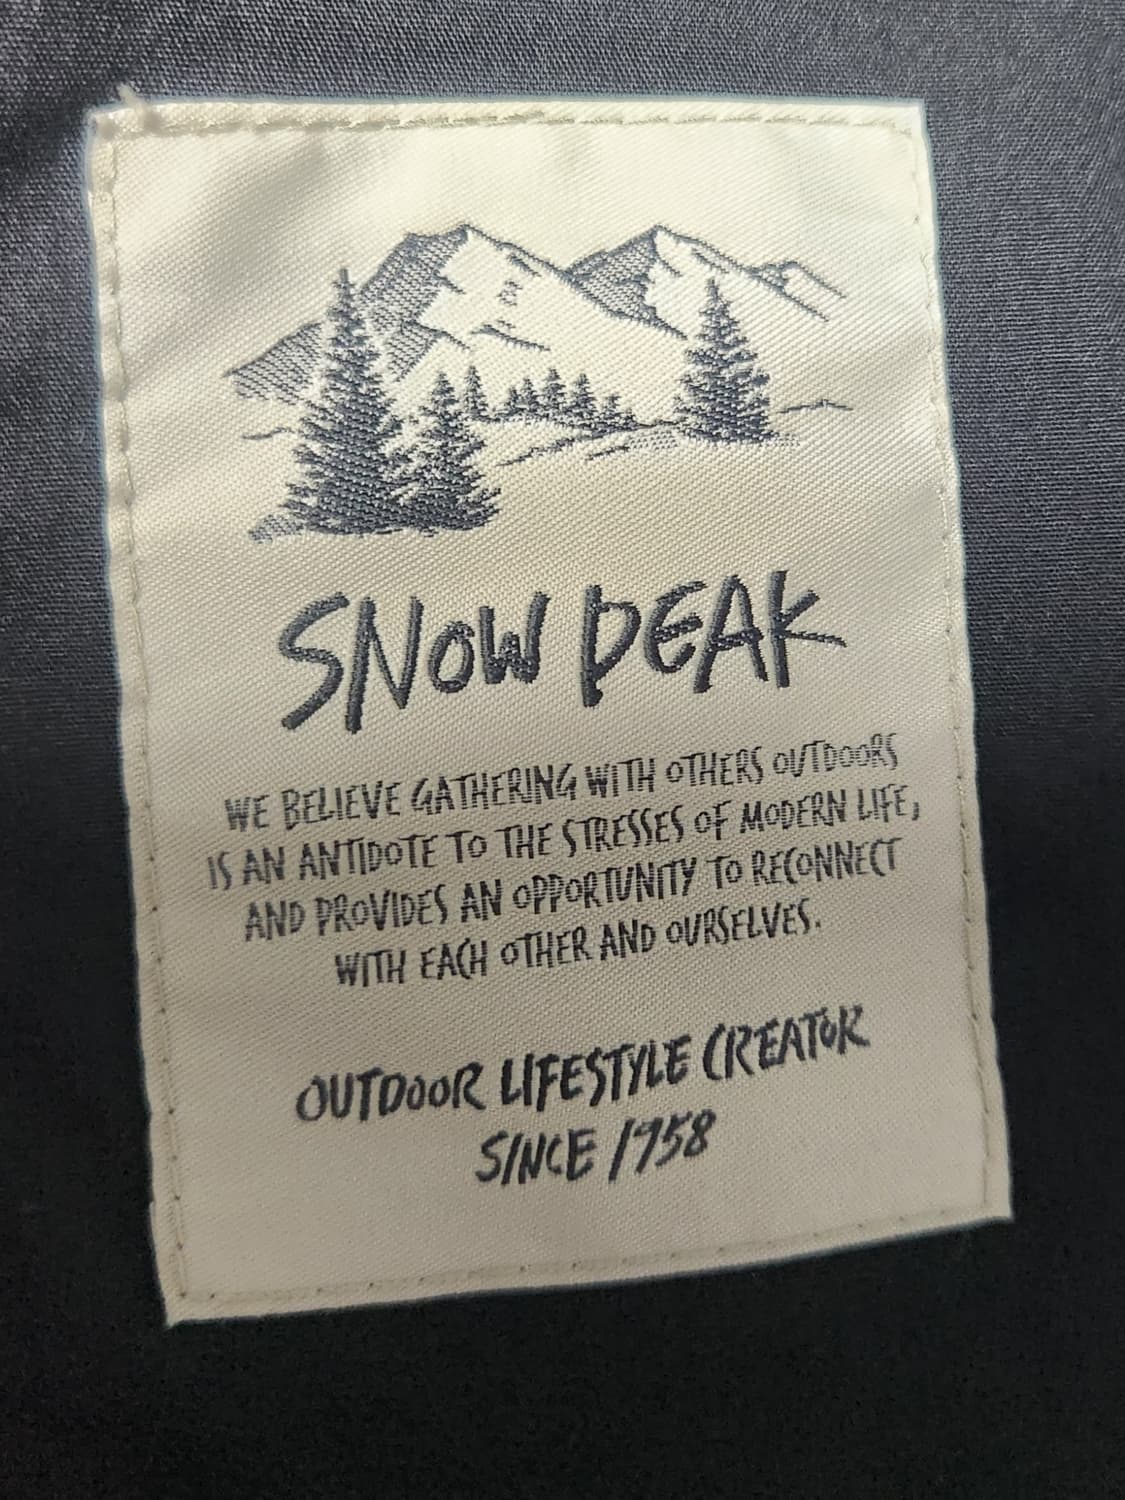 SNOW PEAK
WE BELIEVE GATHERING WITH OTHERS OUTDOORS
IS AN ANTIDOTE TO THE STRESSES OF MODERN LIFE,
AND PROVIDES AN OPPORTUNITY TO RECONNECT
WITH EACH OTHER AND OURSELVES.
OUTDOOR LIFESTYLE CREATOR
SINCE 1958